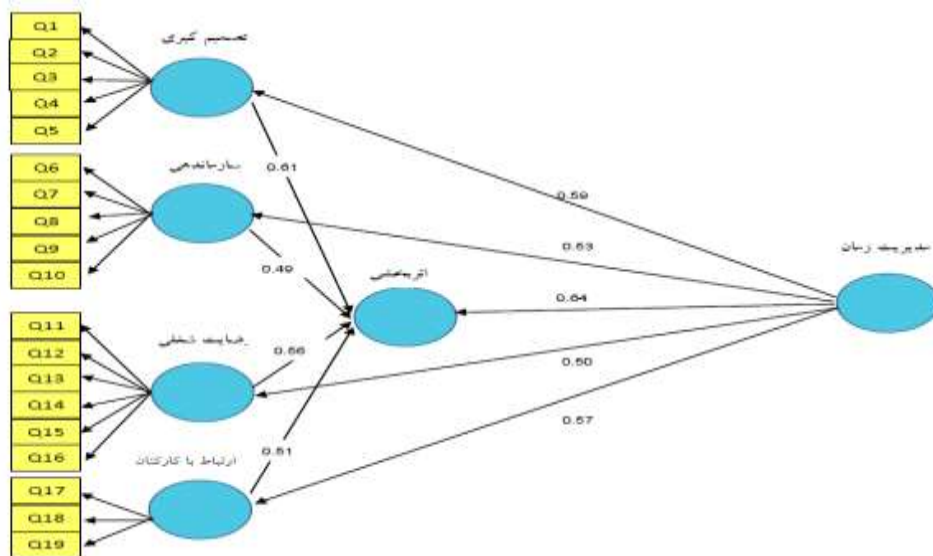 Q1
Q2
Q3
Q4
Q5
تصمیم گیری
0.59
0.61
Q6
Q7
Q8
Q9
Q10
سازماندهی
0.53
0.49
مدیریت زمان
اثربخشی
0.64
Q11
Q12
Q13
Q14
Q15
Q16
رضایت شغلی
0.56
0.50
0.57
ارتباط با کارکنان
0.51
Q17
Q18
Q19